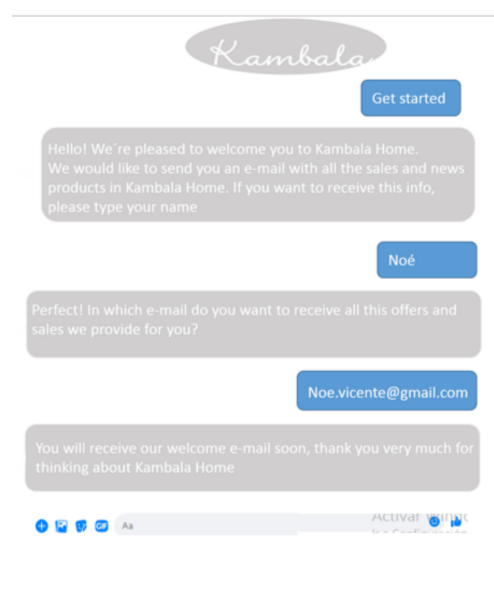 Kambala
Get started
Hello! We´re pleased to welcome you to Kambala Home.
We would like to send you an e-mail with all the sales and news
products in Kambala Home. If you want to receive this info,
please type your name
Noé
Perfect! In which e-mail do you want to receive all this offers and
sales we provide for you?
Noe.vicente@gmail.com
You will receive our welcome e-mail soon, thank you very much for
thinking about Kambala Home
GIF
Aa
Activar